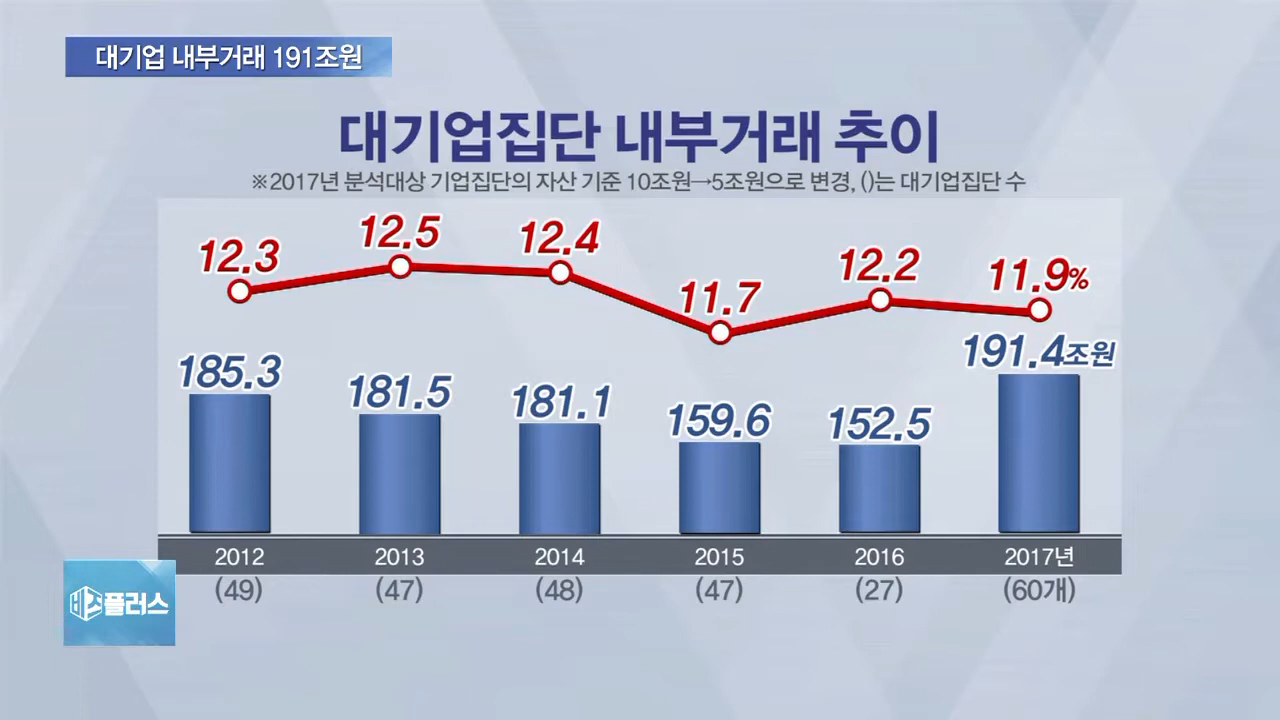 대기업 내부거래 191조원
대기업집단 내부거래 추이
※2017년 분석대상 기업집단의 자산 기준 10조원→5조원으로 변경, ()는 대기업집단 수
12.3 12.5 12.4 11.7 12.2 11.9%
185.3 181.5 181.1 159.6 152.5 191.4조원
2012 2013 2014 2015 2016 2017년
(49) (47) (48) (47) (27) (60개)
비즈플러스